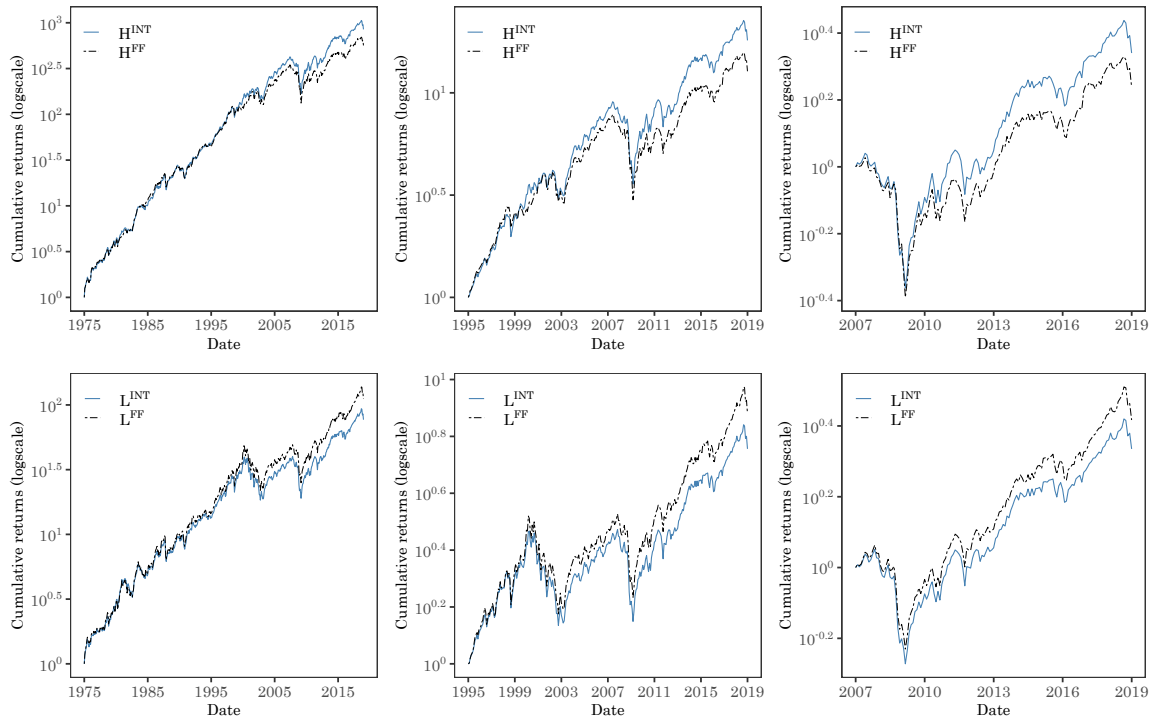 Cumulative returns (logscale)
10^3
10^2.5
10^2
10^1.5
10^1
10^0.5
10^0
H^INT
H^FF
1975 1985 1995 2005 2015
Date
Cumulative returns (logscale)
10^1
10^0.5
10^0
H^INT
H^FF
1995 1999 2003 2007 2011 2015 2019
Date
Cumulative returns (logscale)
10^0.4
10^0.2
10^0
10^-0.2
10^-0.4
H^INT
H^FF
2007 2010 2013 2016 2019
Date
Cumulative returns (logscale)
10^2
10^1.5
10^1
10^0.5
10^0
L^INT
L^FF
1975 1985 1995 2005 2015
Date
Cumulative returns (logscale)
10^1
10^0.8
10^0.6
10^0.4
10^0.2
10^0
L^INT
L^FF
1995 1999 2003 2007 2011 2015 2019
Date
Cumulative returns (logscale)
10^0.4
10^0.2
10^0
10^-0.2
L^INT
L^FF
2007 2010 2013 2016 2019
Date